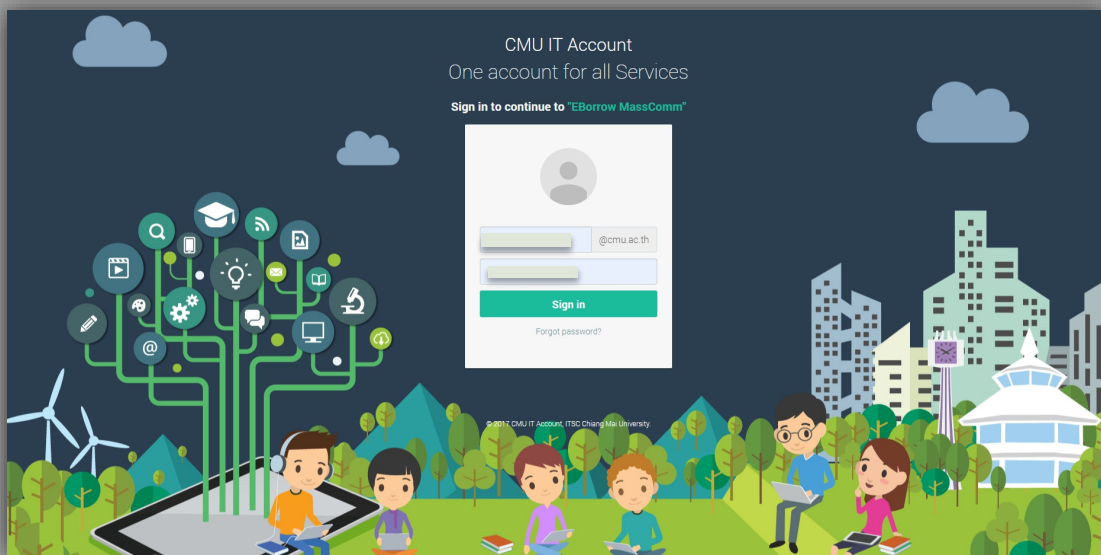 CMU IT Account
One account for all Services
Sign in to continue to "EBorrow MassComm"
@cmu.ac.th
Sign in
Forgot password?
© 2017 CMU IT Account, ITSC Chiang Mai University.
@